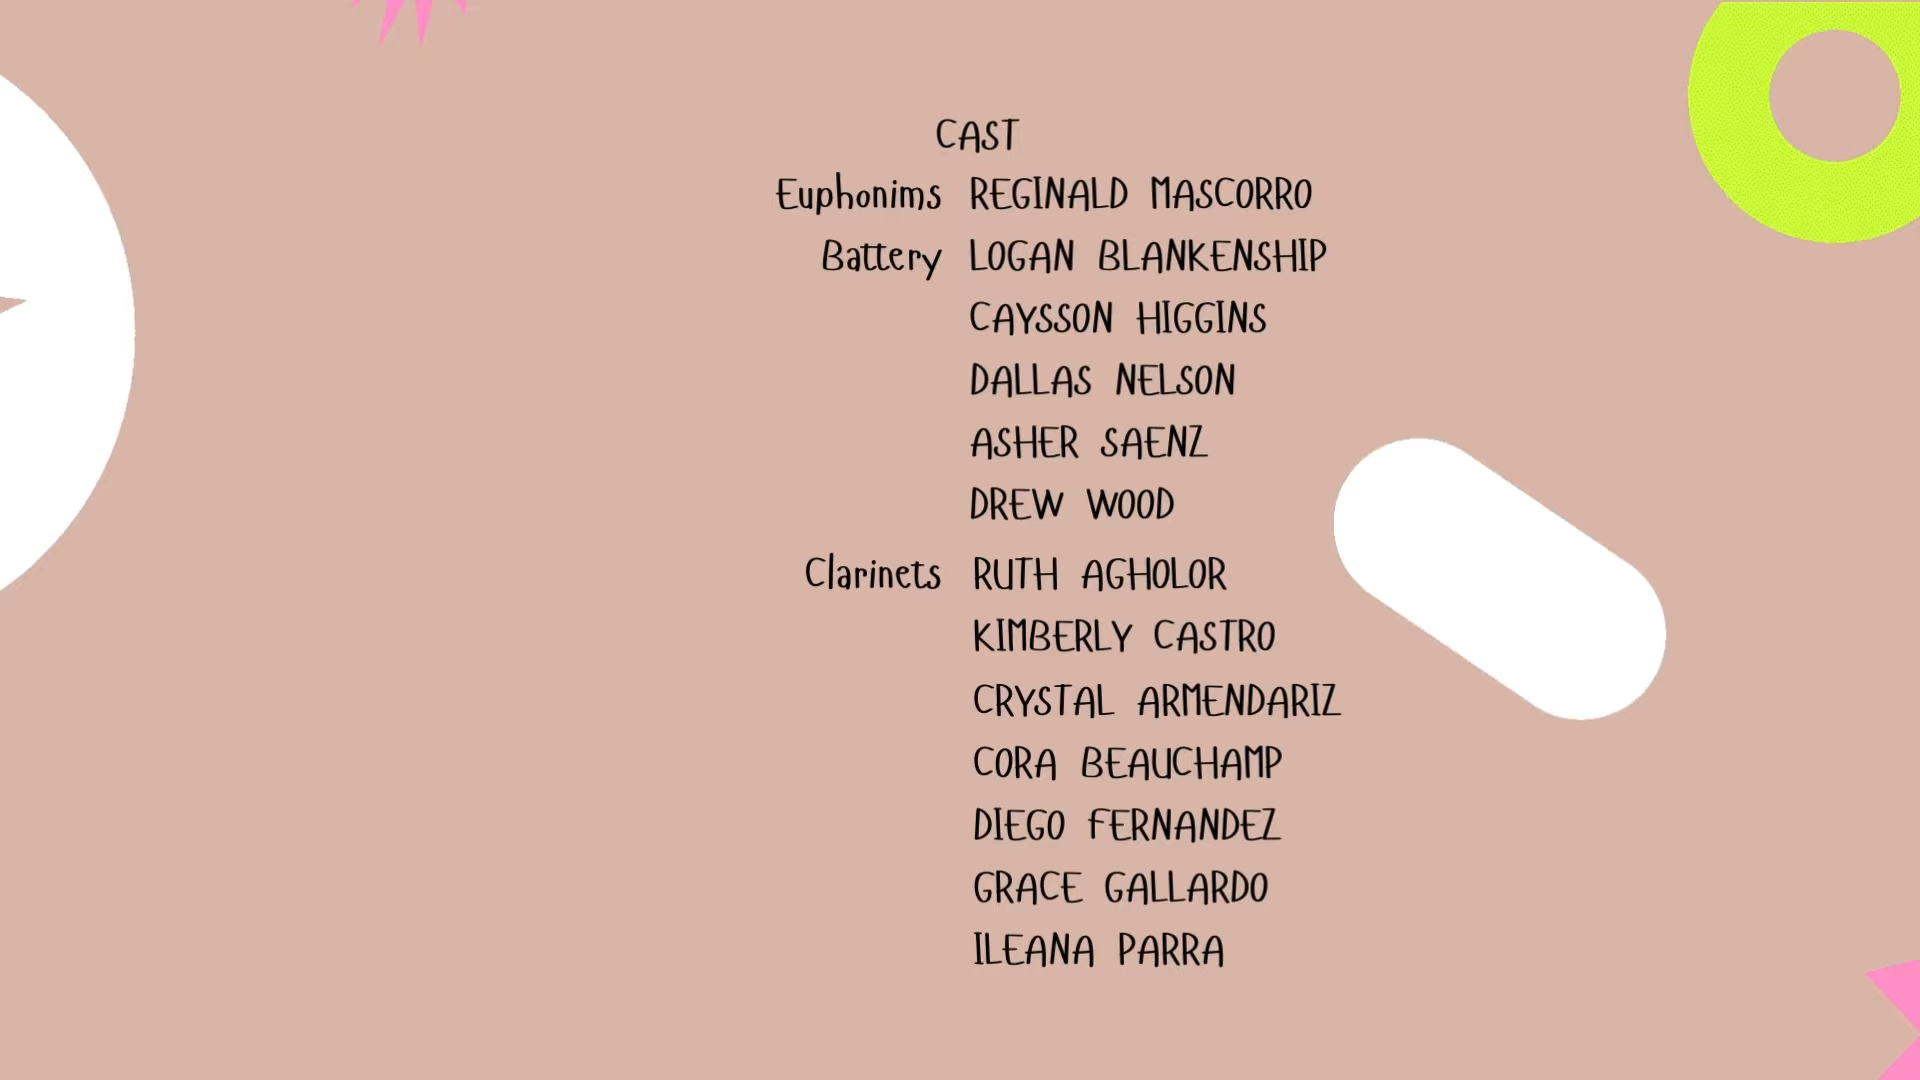 CAST
Euphonims REGINALD MASCORRO
Battery LOGAN BLANKENSHIP
CAYSSON HIGGINS
DALLAS NELSON
ASHER SAENZ
DREW WOOD
Clarinets RUTH AGHOLOR
KIMBERLY CASTRO
CRYSTAL ARMENDARIZ
CORA BEAUCHAMP
DIEGO FERNANDEZ
GRACE GALLARDO
ILEANA PARRA